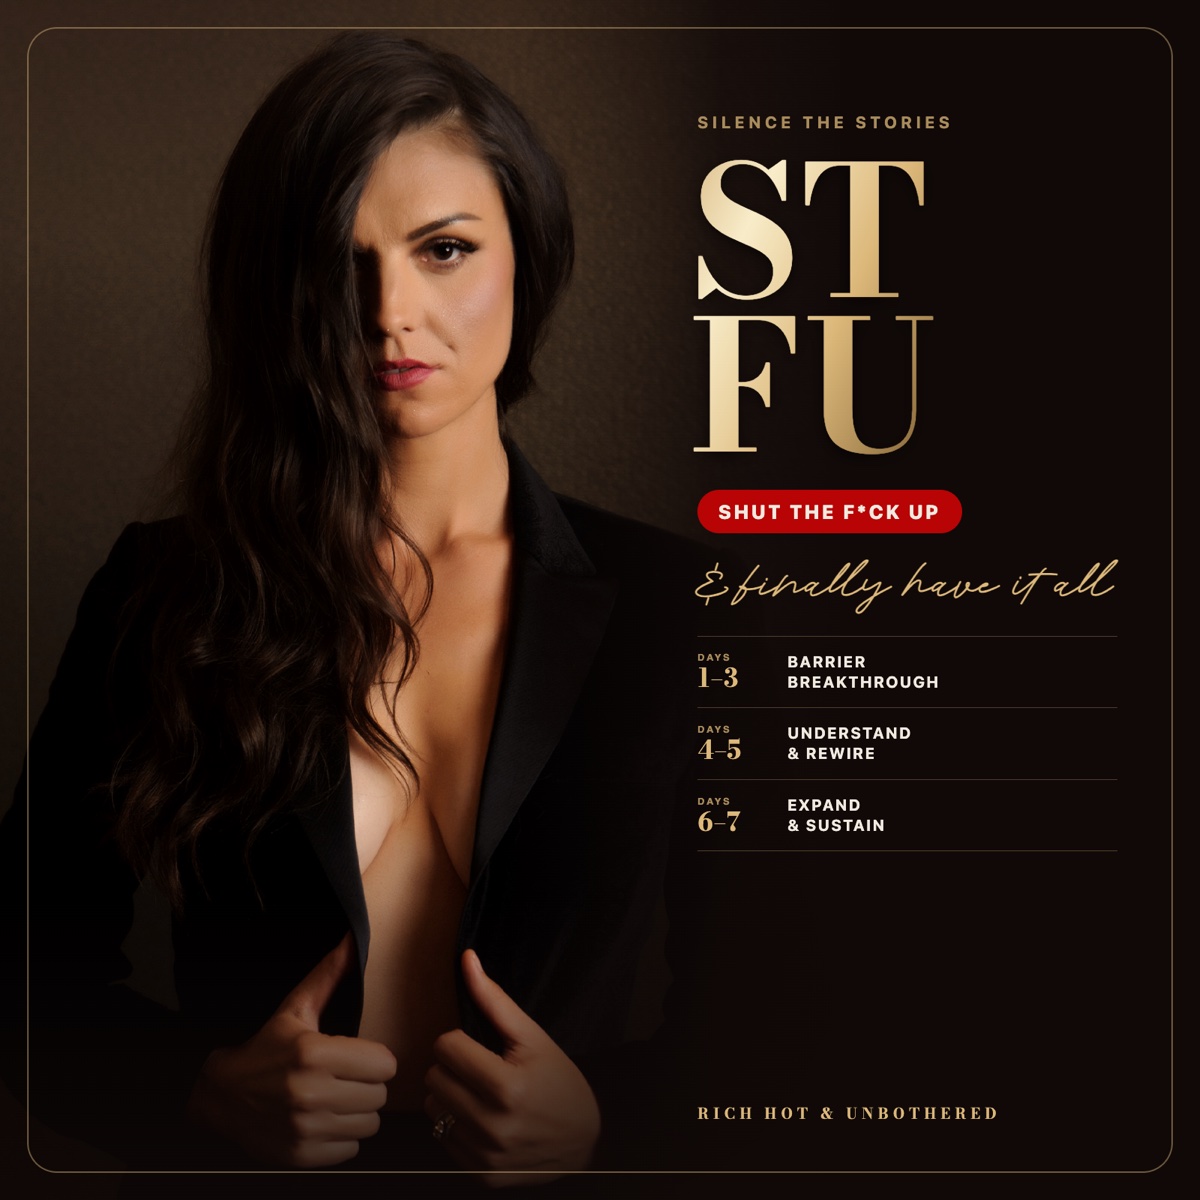 SILENCE THE STORIES
ST
FU
SHUT THE F*CK UP
& finally have it all
DAYS
1–3
BARRIER
BREAKTHROUGH
DAYS
4–5
UNDERSTAND
& REWIRE
DAYS
6–7
EXPAND
& SUSTAIN
RICH HOT & UNBOTHERED